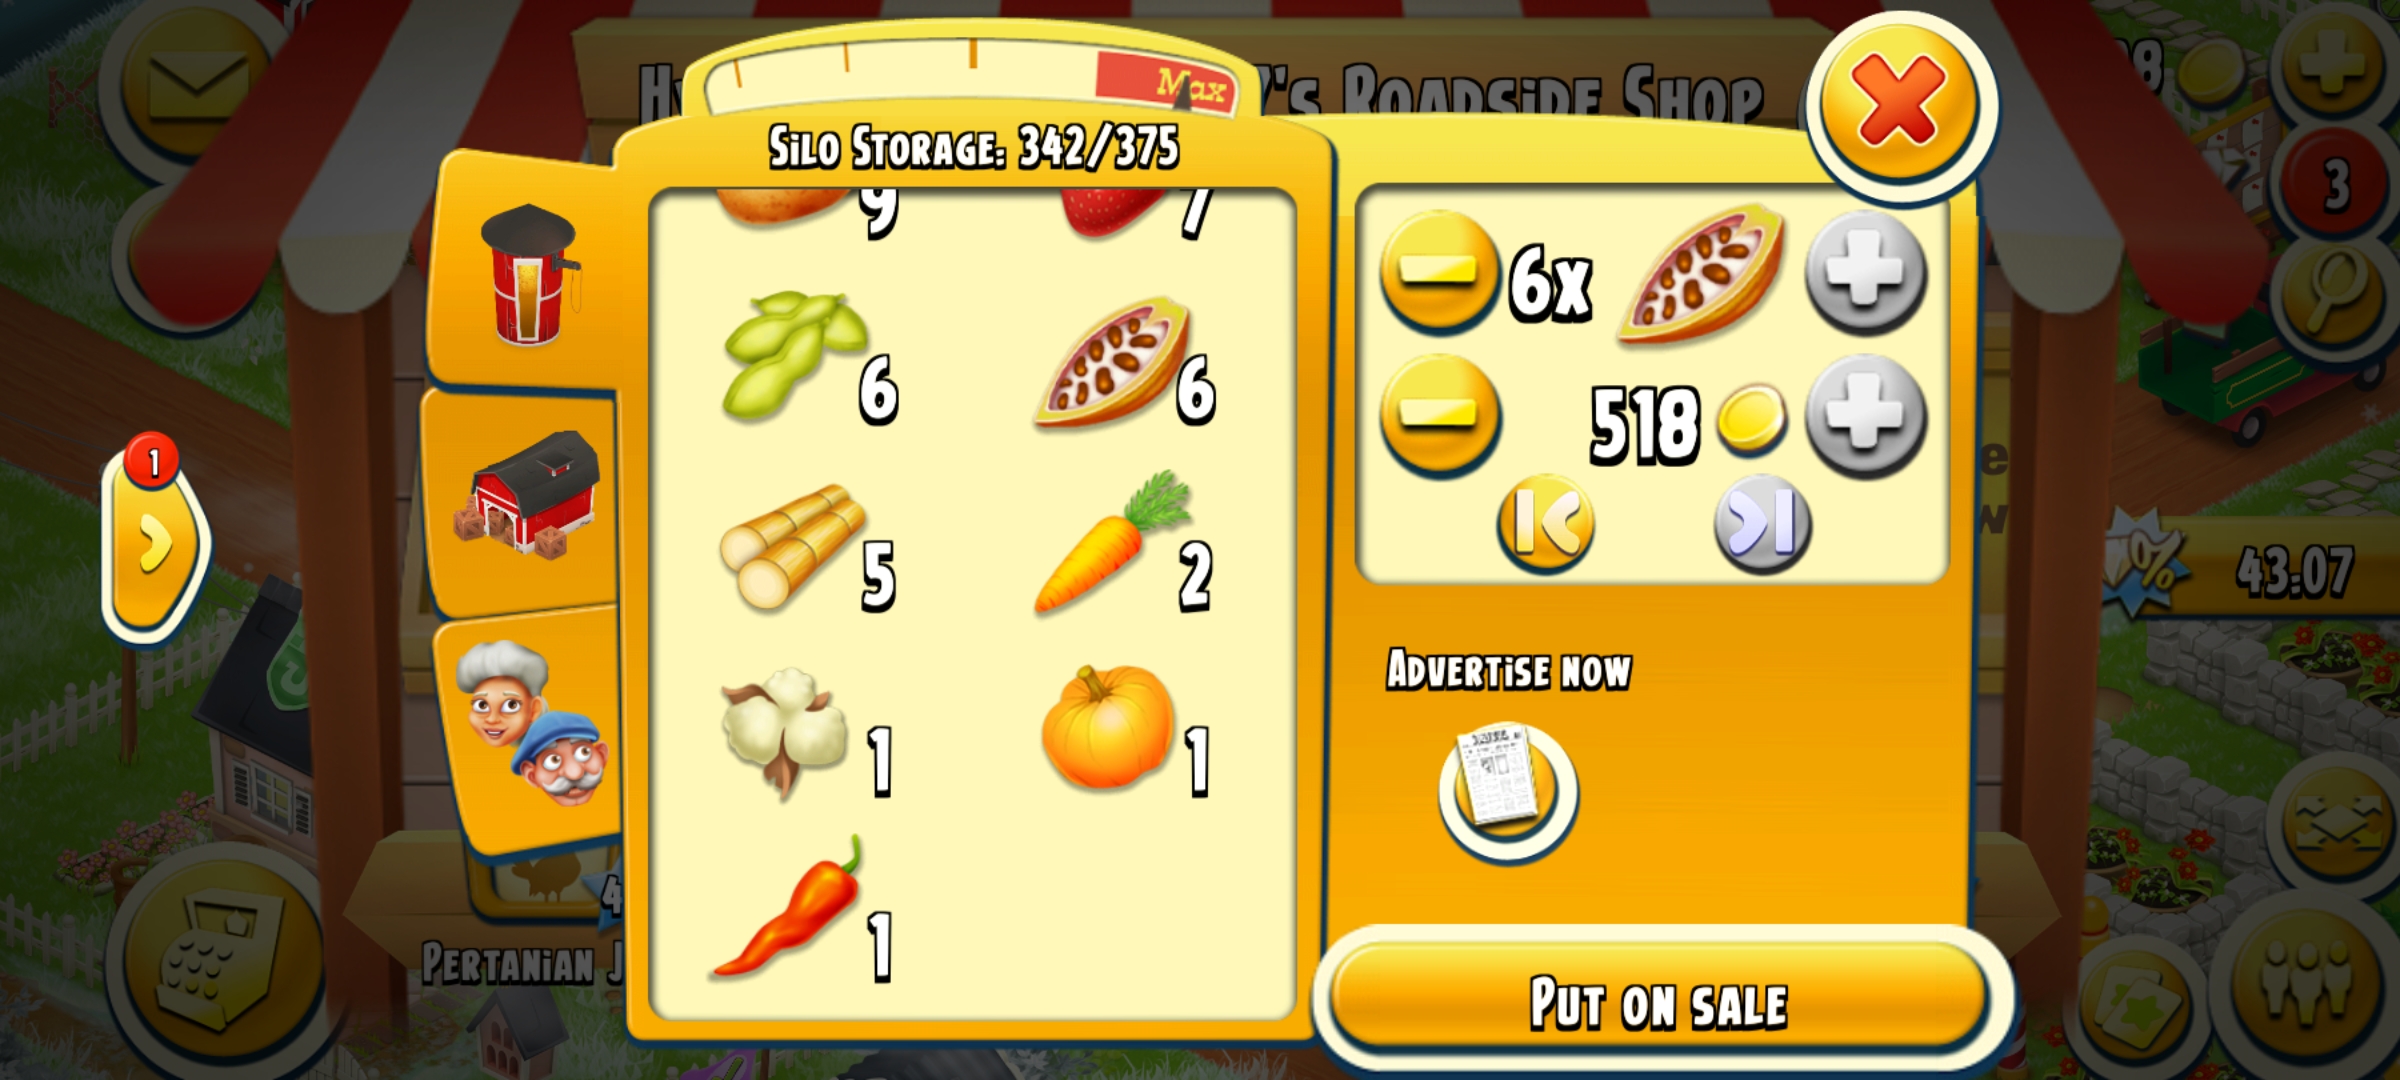 's Roadside Shop
Max
Silo Storage: 342/375
9
7
6
6
5
2
1
1
1
6x
518
Advertise now
Put on sale
3
1
43:07
Pertanian J